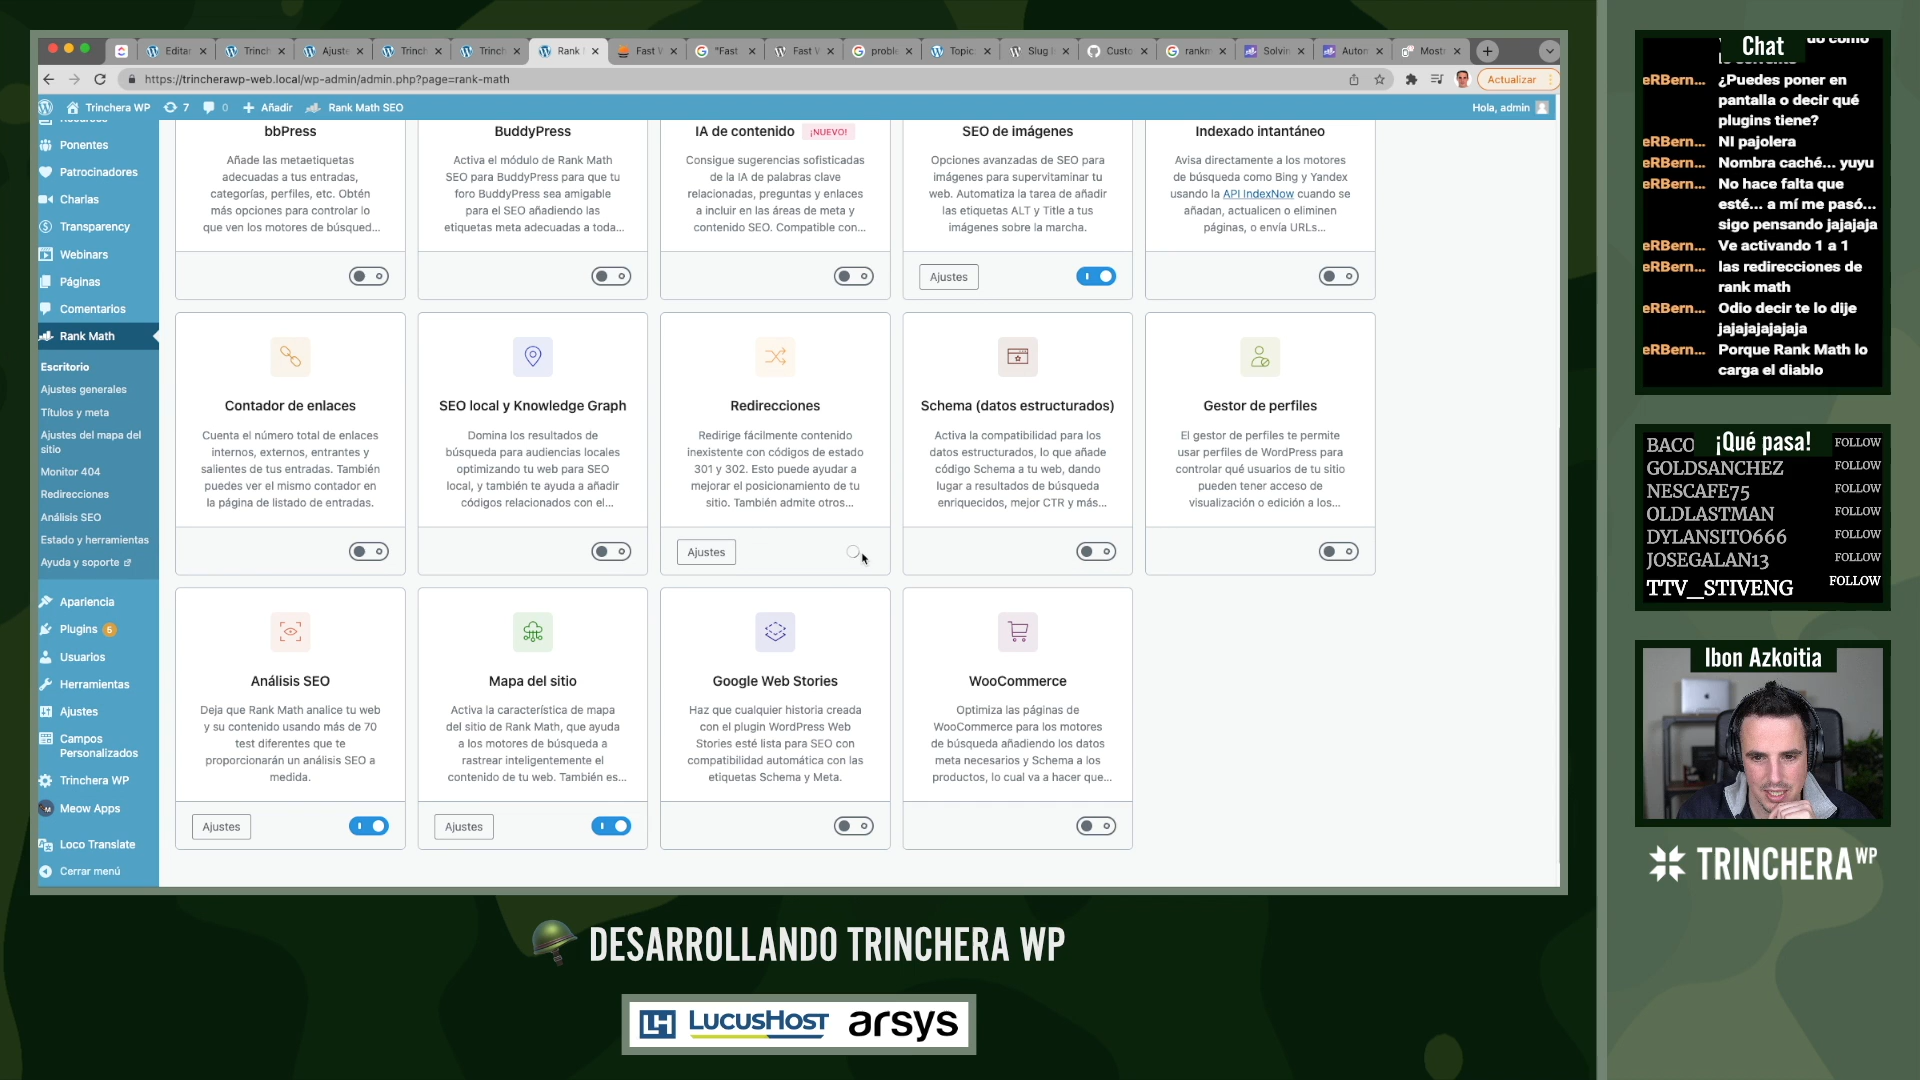 Editar
Trinch
Ajuste
Trinch
Trinch
Rank
Fast V
"Fast
Fast V
proble
Topic:
Slug
Custo
rankm
Solvin
Auton
Most
https://trincherawp-web.local/wp-admin/admin.php?page=rank-math
Actualizar
Trinchera WP
7
0
Añadir
Rank Math SEO
Hola, admin
Ponentes
Patrocinadores
Charlas
Transparency
Webinars
Páginas
Comentarios
Rank Math
Escritorio
Ajustes generales
Títulos y meta
Ajustes del mapa del
sitio
Monitor 404
Redirecciones
Análisis SEO
Estado y herramientas
Ayuda y soporte
Apariencia
Plugins 5
Usuarios
Herramientas
Ajustes
Campos
Personalizados
Trinchera WP
Meow Apps
Loco Translate
Cerrar menú
bbPress
Añade las metaetiquetas
adecuadas a tus entradas,
categorías, perfiles, etc. Obtén
más opciones para controlar lo
que ven los motores de búsqued...
BuddyPress
Activa el módulo de Rank Math
SEO para BuddyPress para que tu
foro BuddyPress sea amigable
para el SEO añadiendo las
etiquetas meta adecuadas a toda...
IA de contenido ¡NUEVO!
Consigue sugerencias sofisticadas
de la IA de palabras clave
relacionadas, preguntas y enlaces
a incluir en las áreas de meta y
contenido SEO. Compatible con...
SEO de imágenes
Opciones avanzadas de SEO para
imágenes para supervitaminar tu
web. Automatiza la tarea de añadir
las etiquetas ALT y Title a tus
imágenes sobre la marcha.
Ajustes
Indexado intantáneo
Avisa directamente a los motores
de búsqueda como Bing y Yandex
usando la API IndexNow cuando se
añadan, actualicen o eliminen
páginas, o envía URLs...
Contador de enlaces
Cuenta el número total de enlaces
internos, externos, entrantes y
salientes de tus entradas. También
puedes ver el mismo contador en
la página de listado de entradas.
SEO local y Knowledge Graph
Domina los resultados de
búsqueda para audiencias locales
optimizando tu web para SEO
local, y también te ayuda a añadir
códigos relacionados con el...
Redirecciones
Redirige fácilmente contenido
inexistente con códigos de estado
301 y 302. Esto puede ayudar a
mejorar el posicionamiento de tu
sitio. También admite otros...
Ajustes
Schema (datos estructurados)
Activa la compatibilidad para los
datos estructurados, lo que añade
código Schema a tu web, dando
lugar a resultados de búsqueda
enriquecidos, mejor CTR y más...
Gestor de perfiles
El gestor de perfiles te permite
usar perfiles de WordPress para
controlar qué usuarios de tu sitio
pueden tener acceso de
visualización o edición a los...
Análisis SEO
Deja que Rank Math analice tu web
y su contenido usando más de 70
test diferentes que te
proporcionarán un análisis SEO a
medida.
Ajustes
Mapa del sitio
Activa la característica de mapa
del sitio de Rank Math, que ayuda
a los motores de búsqueda a
rastrear inteligentemente el
contenido de tu web. También es...
Ajustes
Google Web Stories
Haz que cualquier historia creada
con el plugin WordPress Web
Stories esté lista para SEO con
compatibilidad automática con las
etiquetas Schema y Meta.
WooCommerce
Optimiza las páginas de
WooCommerce para los motores
de búsqueda añadiendo los datos
meta necesarios y Schema a los
productos, lo cual va a hacer que...
Chat
eRBern... ¿Puedes poner en
pantalla o decir qué
plugins tiene?
eRBern... NI pajolera
eRBern... Nombra caché... yuyu
eRBern... No hace falta que
esté... a mí me pasó...
sigo pensando jajajaja
eRBern... Ve activando 1 a 1
eRBern... las redirecciones de
rank math
eRBern... Odio decir te lo dije
jajajajajajaja
eRBern... Porque Rank Math lo
carga el diablo
¡Qué pasa!
BACO FOLLOW
GOLDSANCHEZ FOLLOW
NESCAFE75 FOLLOW
OLDLASTMAN FOLLOW
DYLANSITO666 FOLLOW
JOSEGALAN13 FOLLOW
TTV_STIVENG FOLLOW
Ibon Azkoitia
TRINCHERA WP
DESARROLLANDO TRINCHERA WP
LH LUCUSHOST arsys